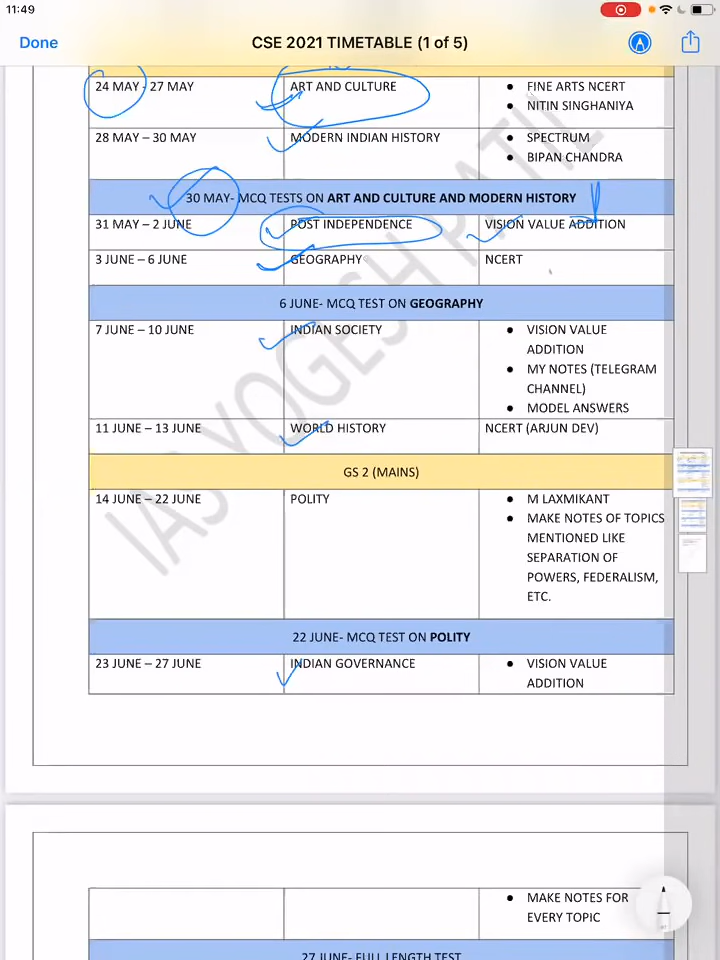 11:49
Done
CSE 2021 TIMETABLE (1 of 5)
24 MAY - 27 MAY
ART AND CULTURE
● FINE ARTS NCERT
● NITIN SINGHANIYA
28 MAY – 30 MAY
MODERN INDIAN HISTORY
● SPECTRUM
● BIPAN CHANDRA
30 MAY- MCQ TESTS ON ART AND CULTURE AND MODERN HISTORY
31 MAY – 2 JUNE
POST INDEPENDENCE
VISION VALUE ADDITION
3 JUNE – 6 JUNE
GEOGRAPHY
NCERT
6 JUNE- MCQ TEST ON GEOGRAPHY
7 JUNE – 10 JUNE
INDIAN SOCIETY
● VISION VALUE
ADDITION
● MY NOTES (TELEGRAM
CHANNEL)
● MODEL ANSWERS
11 JUNE – 13 JUNE
WORLD HISTORY
NCERT (ARJUN DEV)
GS 2 (MAINS)
14 JUNE – 22 JUNE
POLITY
● M LAXMIKANT
● MAKE NOTES OF TOPICS
MENTIONED LIKE
SEPARATION OF
POWERS, FEDERALISM,
ETC.
22 JUNE- MCQ TEST ON POLITY
23 JUNE – 27 JUNE
INDIAN GOVERNANCE
● VISION VALUE
ADDITION
● MAKE NOTES FOR
EVERY TOPIC
27 JUNE- FULL LENGTH TEST
IAS YOGESH PATIL